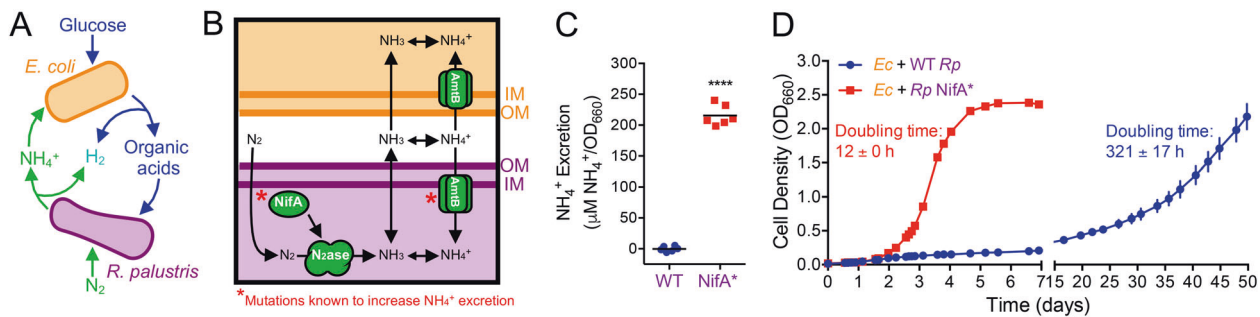 A
Glucose
E. coli
NH₄⁺
H₂
Organic
acids
R. palustris
N₂
B
NH₃
NH₄⁺
AmtB
IM
OM
N₂
NH₃
NH₄⁺
OM
IM
*
NifA
*
AmtB
N₂
N₂ase
NH₃
NH₄⁺
*Mutations known to increase NH₄⁺ excretion
C
****
NH₄⁺ Excretion
(μM NH₄⁺/OD₆₆₀)
300
250
200
150
100
50
0
WT
NifA*
D
Ec + WT Rp
Ec + Rp NifA*
Doubling time:
12 ± 0 h
Doubling time:
321 ± 17 h
Cell Density (OD₆₆₀)
3.0
2.5
2.0
1.5
1.0
0.5
0.0
0 1 2 3 4 5 6 7 15 20 25 30 35 40 45 50
Time (days)